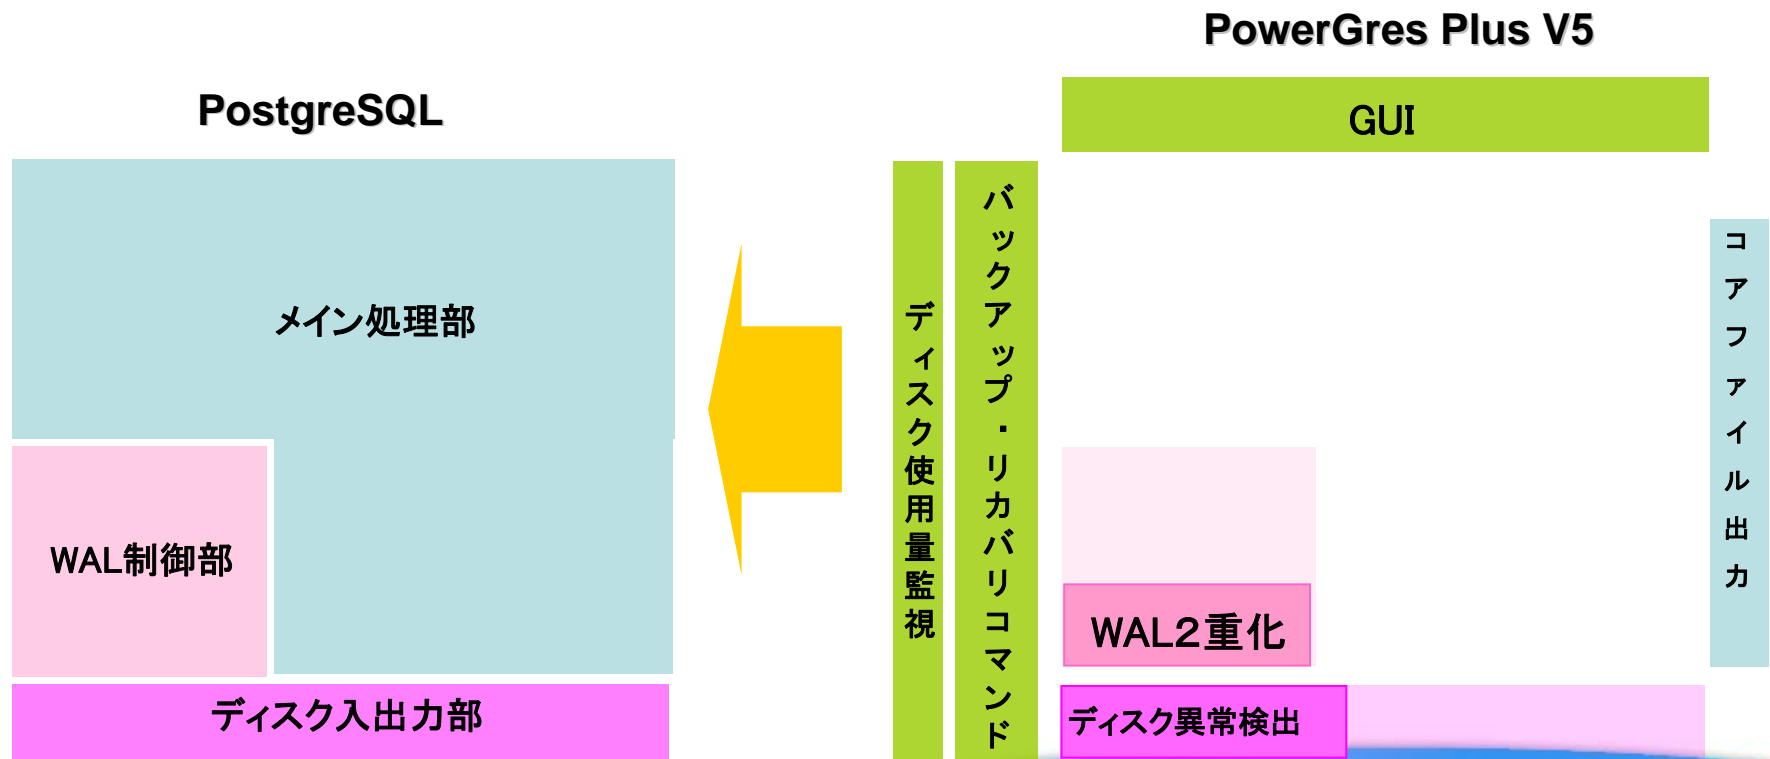 PowerGres Plus V5
PostgreSQL
GUI
メイン処理部
WAL制御部
ディスク入出力部
ディスク使用量監視
バックアップ・リカバリコマンド
WAL２重化
ディスク異常検出
コアファイル出力